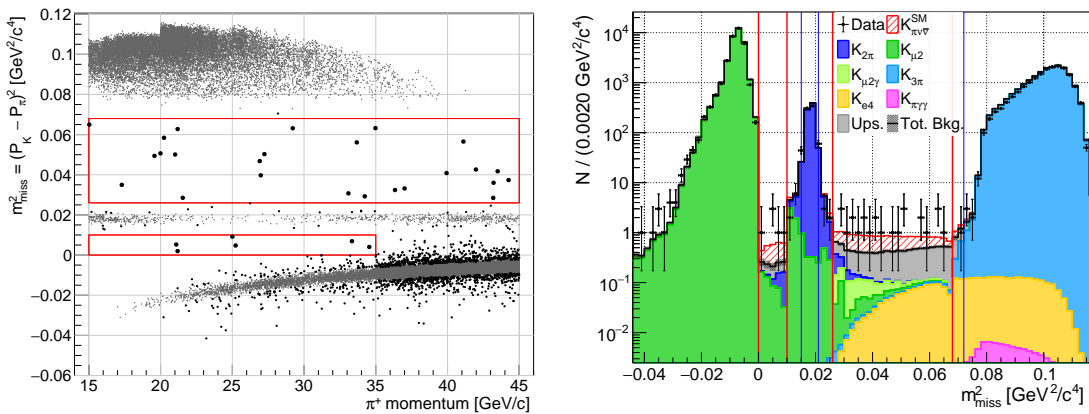 m²miss = (P_K − P_π)² [GeV²/c⁴]
0.12
0.1
0.08
0.06
0.04
0.02
0
−0.02
−0.04
−0.06
15 20 25 30 35 40 45
π⁺ momentum [GeV/c]
N / (0.0020 GeV²/c⁴)
10⁴
10³
10²
10
1
10⁻¹
10⁻²
Data K^SM_πνν̄
K2π Kμ2
Kμ2γ K3π
Ke4 Kπγγ
Ups. Tot. Bkg.
−0.04 −0.02 0 0.02 0.04 0.06 0.08 0.1
m²miss [GeV²/c⁴]